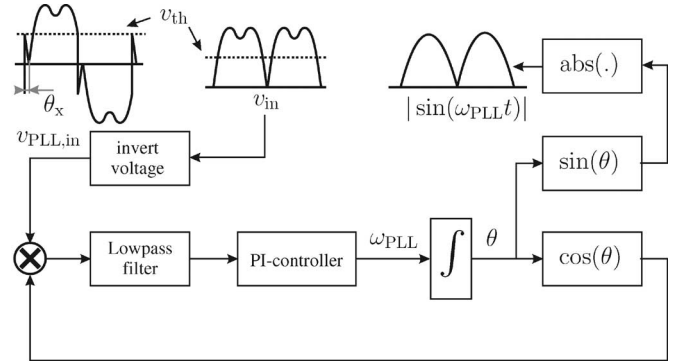 v_th
θ_x
v_in
|sin(ω_PLL t)|
abs(.)
v_PLL,in
invert
voltage
sin(θ)
Lowpass
filter
PI-controller
ω_PLL
∫
θ
cos(θ)